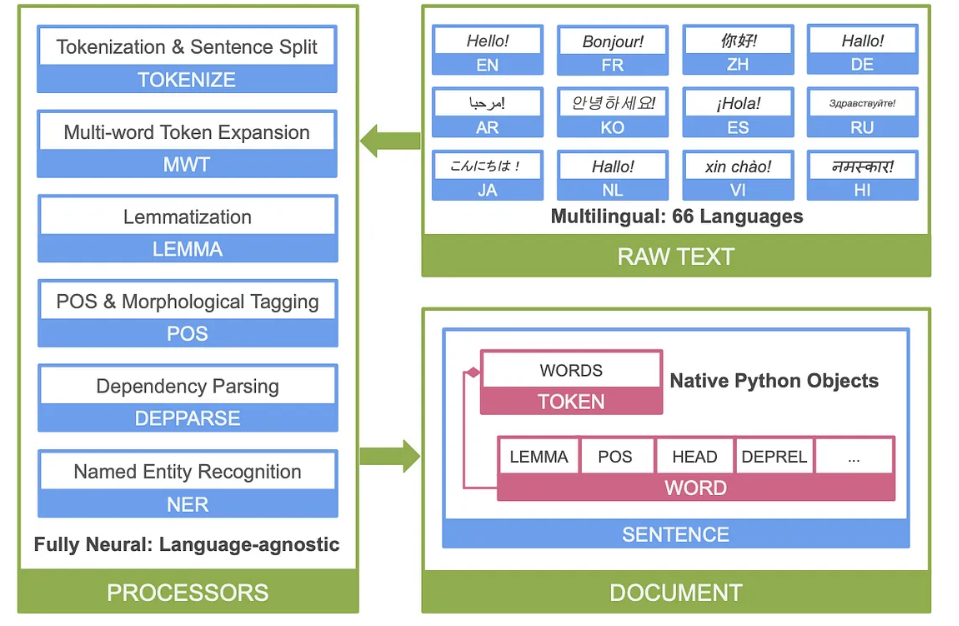 Tokenization & Sentence Split
TOKENIZE
Multi-word Token Expansion
MWT
Lemmatization
LEMMA
POS & Morphological Tagging
POS
Dependency Parsing
DEPPARSE
Named Entity Recognition
NER
Fully Neural: Language-agnostic
PROCESSORS
Hello!
EN
Bonjour!
FR
你好!
ZH
Hallo!
DE
مرحبا!
AR
안녕하세요!
KO
¡Hola!
ES
Здравствуйте!
RU
こんにちは！
JA
Hallo!
NL
xin chào!
VI
नमस्कार!
HI
Multilingual: 66 Languages
RAW TEXT
WORDS
TOKEN
Native Python Objects
LEMMA POS HEAD DEPREL ...
WORD
SENTENCE
DOCUMENT